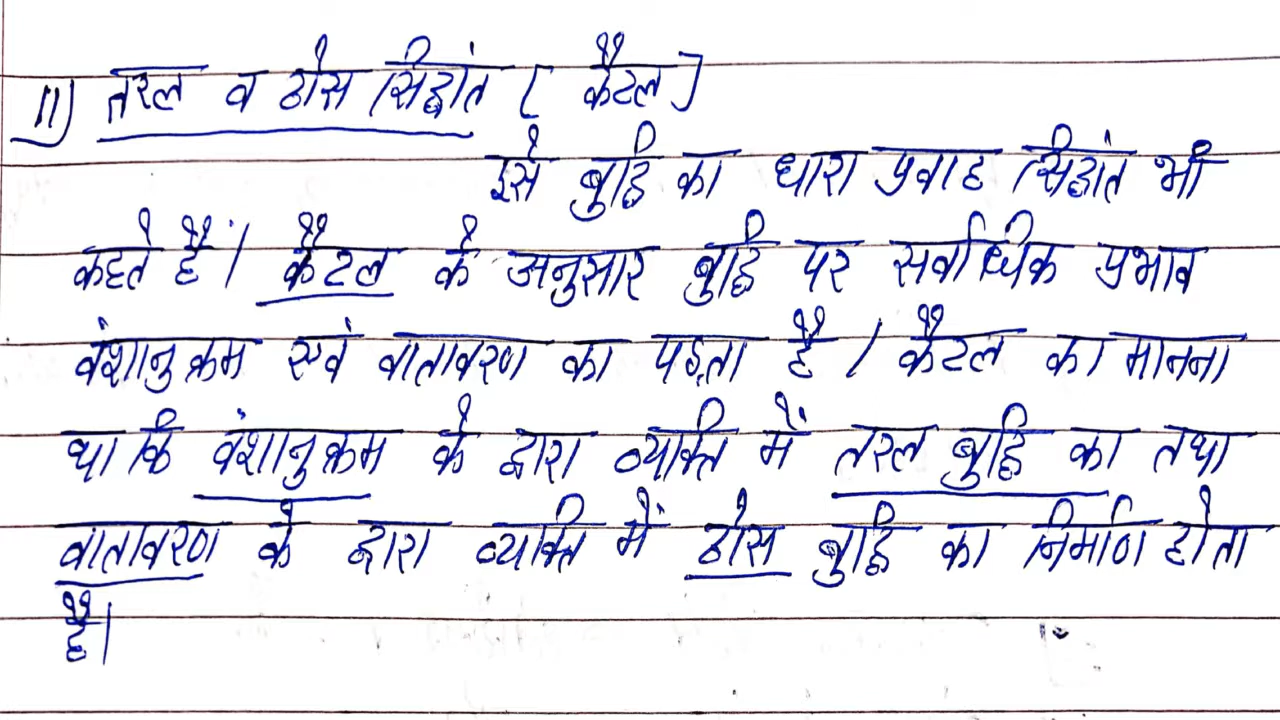 11) तरल व ठोस सिद्धांत [ कैटल ]
इसे बुद्धि का धारा प्रवाह सिद्धांत भी
कहते हैं। कैटल के अनुसार बुद्धि पर सर्वाधिक प्रभाव
वंशानुक्रम एवं वातावरण का पड़ता है। कैटल का मानना
था कि वंशानुक्रम के द्वारा व्यक्ति में तरल बुद्धि का तथा
वातावरण के द्वारा व्यक्ति में ठोस बुद्धि का निर्माण होता
है।